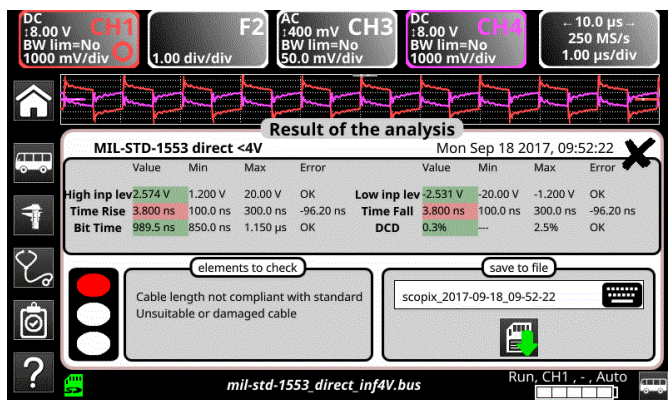 DC
↕8.00 V CH1
BW lim=No
1000 mV/div
F2
1.00 div/div
AC
↕400 mV CH3
BW lim=No
50.0 mV/div
DC
↕8.00 V CH4
BW lim=No
1000 mV/div
←10.0 µs→
250 MS/s
1.00 µs/div
Result of the analysis
MIL-STD-1553 direct <4V Mon Sep 18 2017, 09:52:22
Value Min Max Error Value Min Max Error
High inp lev 2.574 V 1.200 V 20.00 V OK Low inp lev -2.531 V -20.00 V -1.200 V OK
Time Rise 3.800 ns 100.0 ns 300.0 ns -96.20 ns Time Fall 3.800 ns 100.0 ns 300.0 ns -96.20 ns
Bit Time 989.5 ns 850.0 ns 1.150 µs OK DCD 0.3% --- 2.5% OK
elements to check
Cable length not compliant with standard
Unsuitable or damaged cable
save to file
scopix_2017-09-18_09-52-22
mil-std-1553_direct_inf4V.bus
Run, CH1 , - , Auto